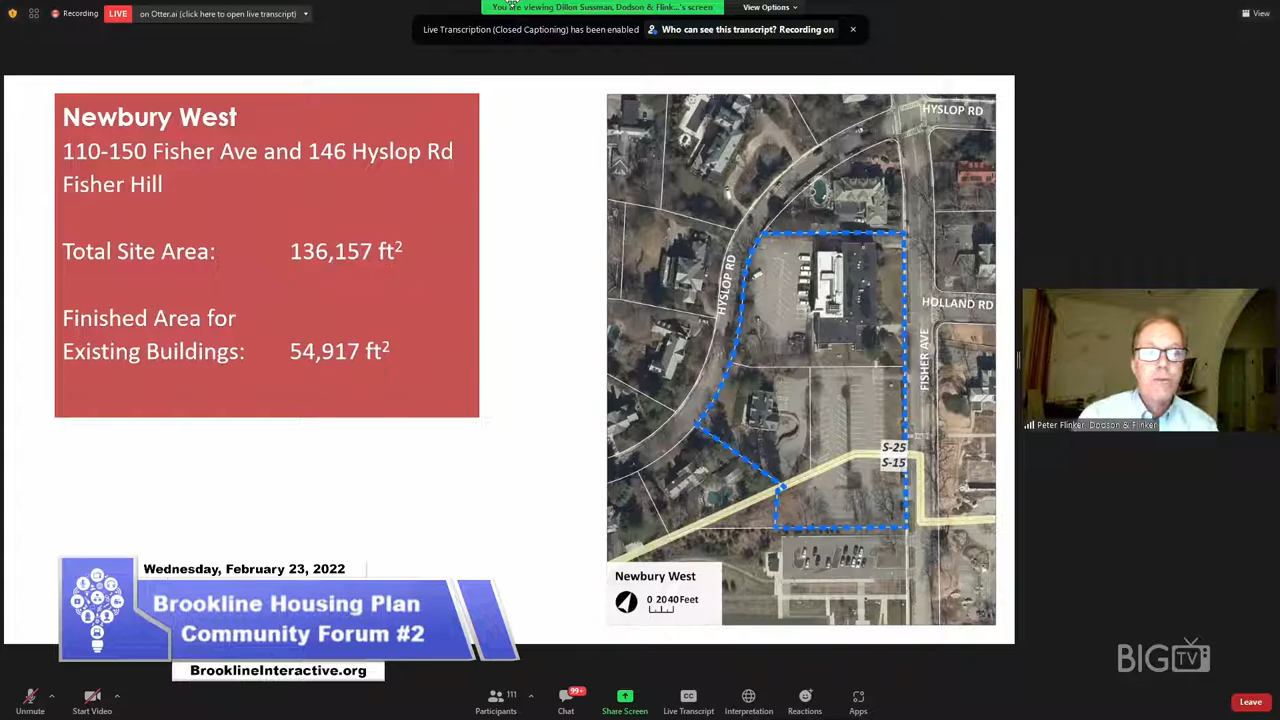 Recording
LIVE
on Otter.ai (click here to open live transcript)
You are viewing Dillon Sussman, Dodson & Flink...'s screen
View Options
View
Live Transcription (Closed Captioning) has been enabled
Who can see this transcript? Recording on
Newbury West
110-150 Fisher Ave and 146 Hyslop Rd
Fisher Hill
Total Site Area: 136,157 ft²
Finished Area for
Existing Buildings: 54,917 ft²
HYSLOP RD
HYSLOP RD
HOLLAND RD
FISHER AVE
S-25
S-15
Newbury West
0 2040 Feet
Peter Flinker, Dodson & Flinker
Wednesday, February 23, 2022
Brookline Housing Plan
Community Forum #2
BrooklineInteractive.org
BIG TV
Unmute
Start Video
Participants
111
Chat
99+
Share Screen
CC
Live Transcript
Interpretation
Reactions
Apps
Leave